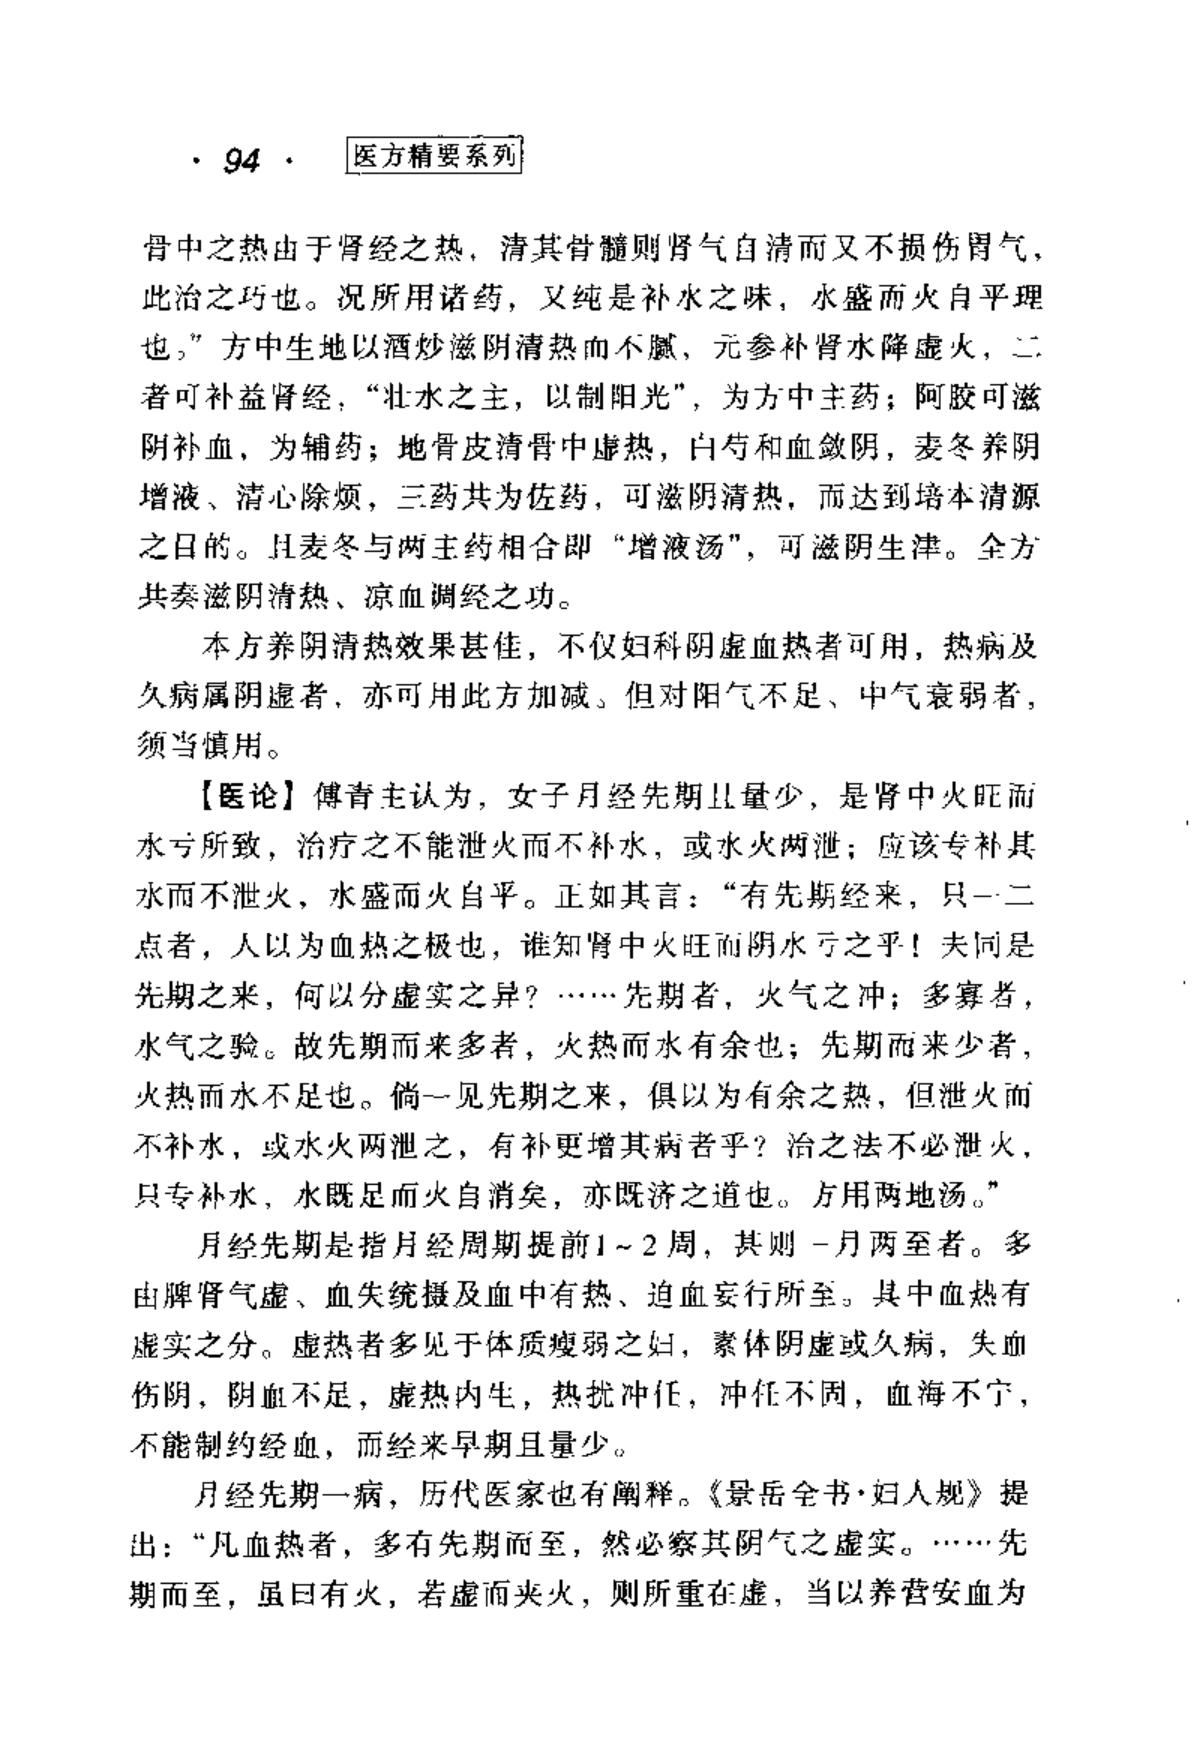 · 94 · 医方精要系列
骨中之热由于肾经之热，清其骨髓则肾气自清而又不损伤胃气，
此治之巧也。况所用诸药，又纯是补水之味，水盛而火自平理
也。”方中生地以酒炒滋阴清热而不腻，元参补肾水降虚火，二
者可补益肾经，“壮水之主，以制阳光”，为方中主药；阿胶可滋
阴补血，为辅药；地骨皮清骨中虚热，白芍和血敛阴，麦冬养阴
增液、清心除烦，三药共为佐药，可滋阴清热，而达到培本清源
之目的。且麦冬与两主药相合即“增液汤”，可滋阴生津。全方
共奏滋阴清热、凉血调经之功。
本方养阴清热效果甚佳，不仅妇科阴虚血热者可用，热病及
久病属阴虚者，亦可用此方加减。但对阳气不足、中气衰弱者，
须当慎用。
【医论】傅青主认为，女子月经先期且量少，是肾中火旺而
水亏所致，治疗之不能泄火而不补水，或水火两泄；应该专补其
水而不泄火，水盛而火自平。正如其言：“有先期经来，只一二
点者，人以为血热之极也，谁知肾中火旺而阴水亏之乎！夫同是
先期之来，何以分虚实之异？……先期者，火气之冲；多寡者，
水气之验。故先期而来多者，火热而水有余也；先期而来少者，
火热而水不足也。倘一见先期之来，俱以为有余之热，但泄火而
不补水，或水火两泄之，有补更增其病者乎？治之法不必泄火，
只专补水，水既足而火自消矣，亦既济之道也。方用两地汤。”
月经先期是指月经周期提前1～2周，甚则一月两至者。多
由脾肾气虚、血失统摄及血中有热、迫血妄行所至。其中血热有
虚实之分。虚热者多见于体质瘦弱之妇，素体阴虚或久病，失血
伤阴，阴血不足，虚热内生，热扰冲任，冲任不固，血海不宁，
不能制约经血，而经来早期且量少。
月经先期一病，历代医家也有阐释。《景岳全书·妇人规》提
出：“凡血热者，多有先期而至，然必察其阴气之虚实。……先
期而至，虽曰有火，若虚而夹火，则所重在虚，当以养营安血为